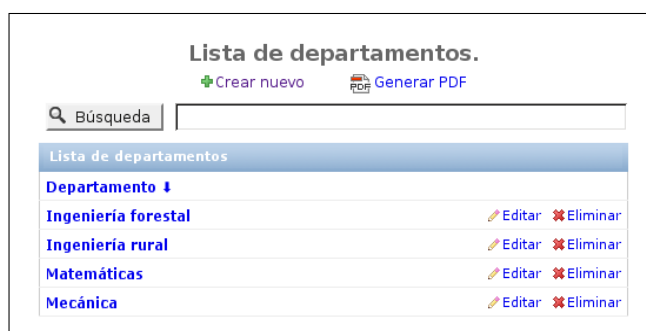 Lista de departamentos.
Crear nuevo PDF Generar PDF
Búsqueda
Lista de departamentos
Departamento ⬇
Ingeniería forestal Editar Eliminar
Ingeniería rural Editar Eliminar
Matemáticas Editar Eliminar
Mecánica Editar Eliminar